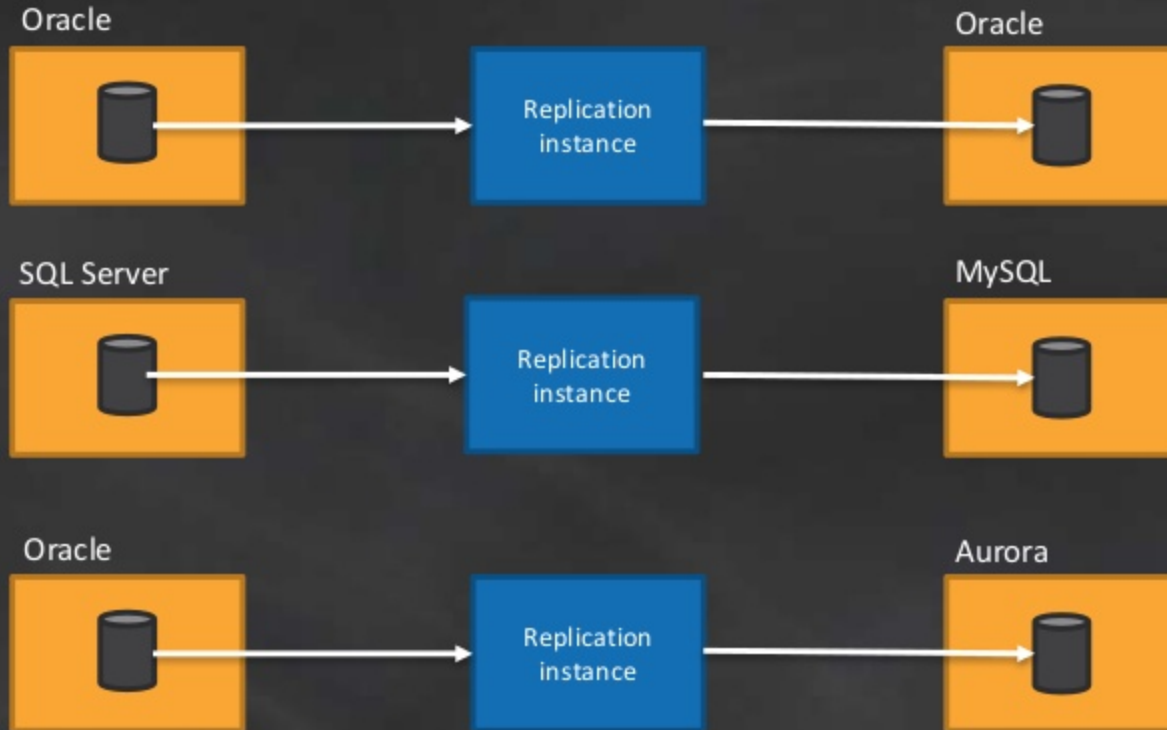 Oracle
Oracle
Replication
instance
SQL Server
MySQL
Replication
instance
Oracle
Aurora
Replication
instance